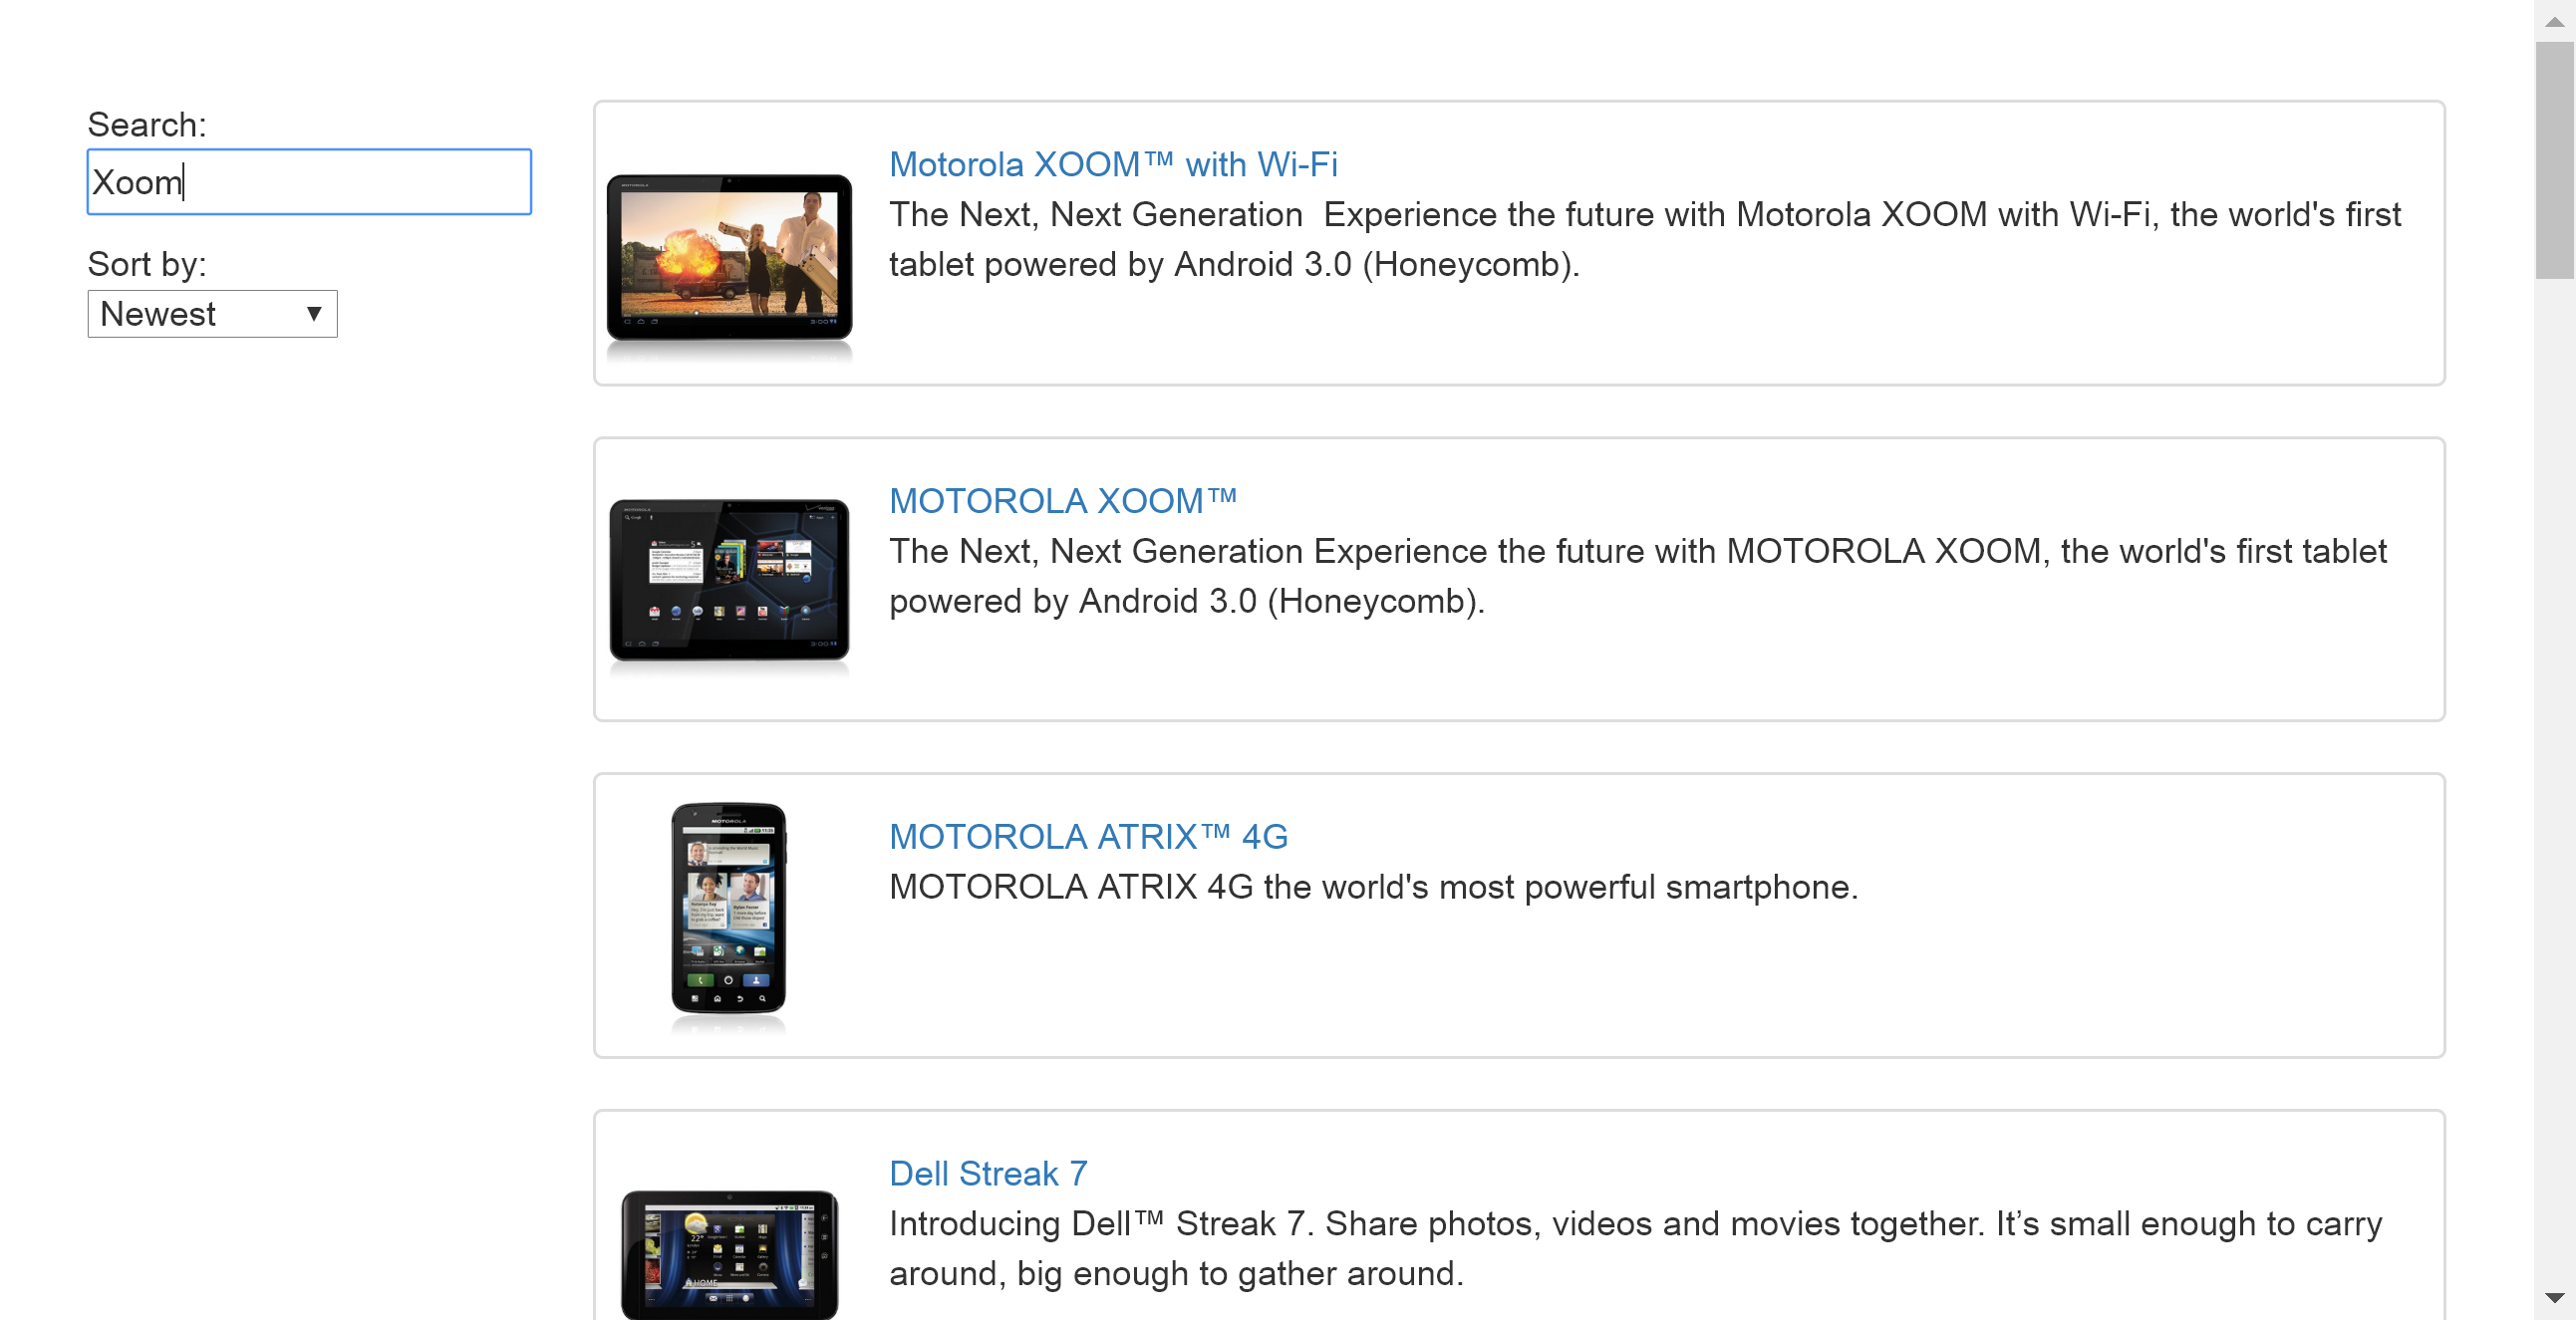 Search:
Xoom
Sort by:
Newest
Motorola XOOM™ with Wi-Fi
The Next, Next Generation  Experience the future with Motorola XOOM with Wi-Fi, the world's first
tablet powered by Android 3.0 (Honeycomb).
MOTOROLA XOOM™
The Next, Next Generation Experience the future with MOTOROLA XOOM, the world's first tablet
powered by Android 3.0 (Honeycomb).
MOTOROLA
MOTOROLA ATRIX™ 4G
MOTOROLA ATRIX 4G the world's most powerful smartphone.
Dell Streak 7
Introducing Dell™ Streak 7. Share photos, videos and movies together. It’s small enough to carry
around, big enough to gather around.
22°
HOME